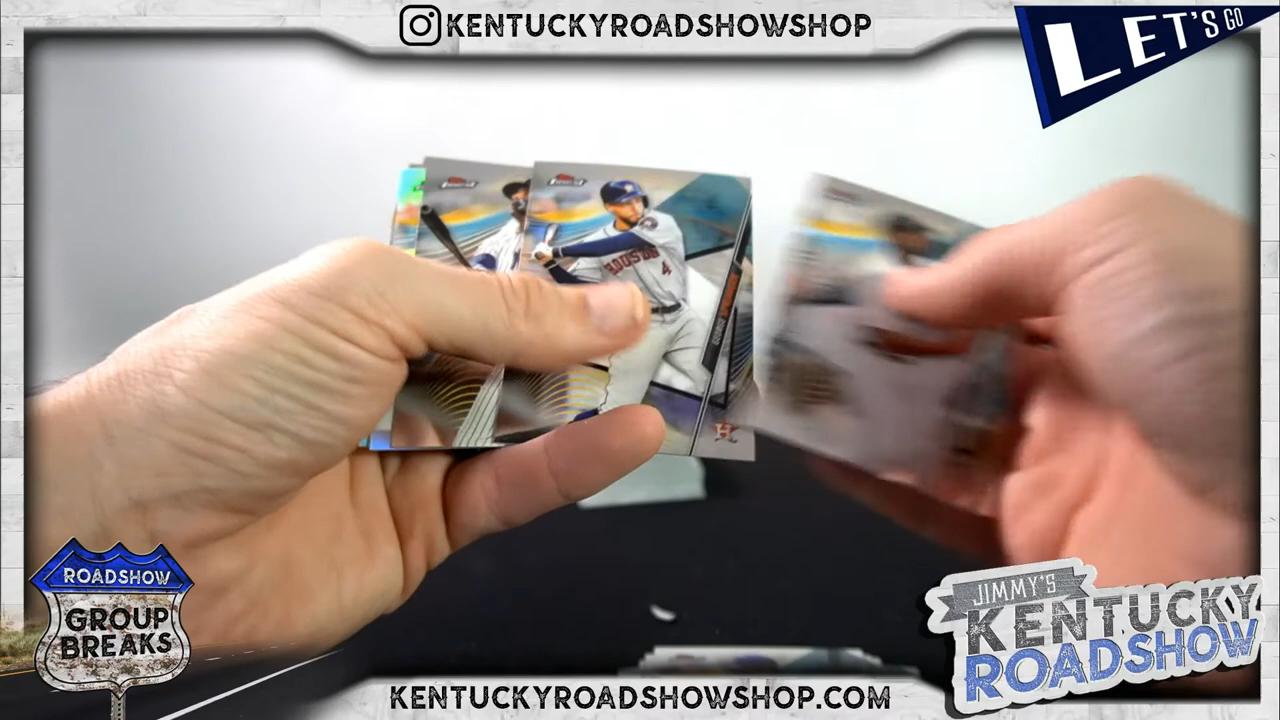 KENTUCKYROADSHOWSHOP
LET'S GO
HOUSTON
4
ROADSHOW
GROUP
BREAKS
JIMMY'S
KENTUCKY
ROADSHOW
KENTUCKYROADSHOWSHOP.COM